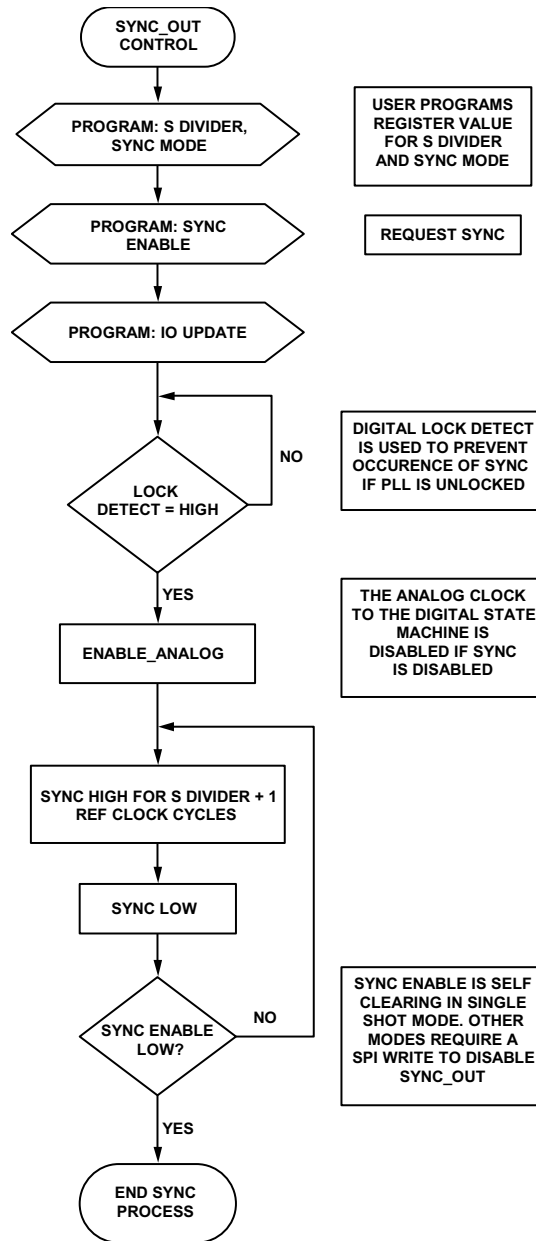 SYNC_OUT
CONTROL
PROGRAM: S DIVIDER,
SYNC MODE
USER PROGRAMS
REGISTER VALUE
FOR S DIVIDER
AND SYNC MODE
PROGRAM: SYNC
ENABLE
REQUEST SYNC
PROGRAM: IO UPDATE
LOCK
DETECT = HIGH
NO
DIGITAL LOCK DETECT
IS USED TO PREVENT
OCCURENCE OF SYNC
IF PLL IS UNLOCKED
YES
ENABLE_ANALOG
THE ANALOG CLOCK
TO THE DIGITAL STATE
MACHINE IS
DISABLED IF SYNC
IS DISABLED
SYNC HIGH FOR S DIVIDER + 1
REF CLOCK CYCLES
SYNC LOW
SYNC ENABLE
LOW?
NO
SYNC ENABLE IS SELF
CLEARING IN SINGLE
SHOT MODE. OTHER
MODES REQUIRE A
SPI WRITE TO DISABLE
SYNC_OUT
YES
END SYNC
PROCESS